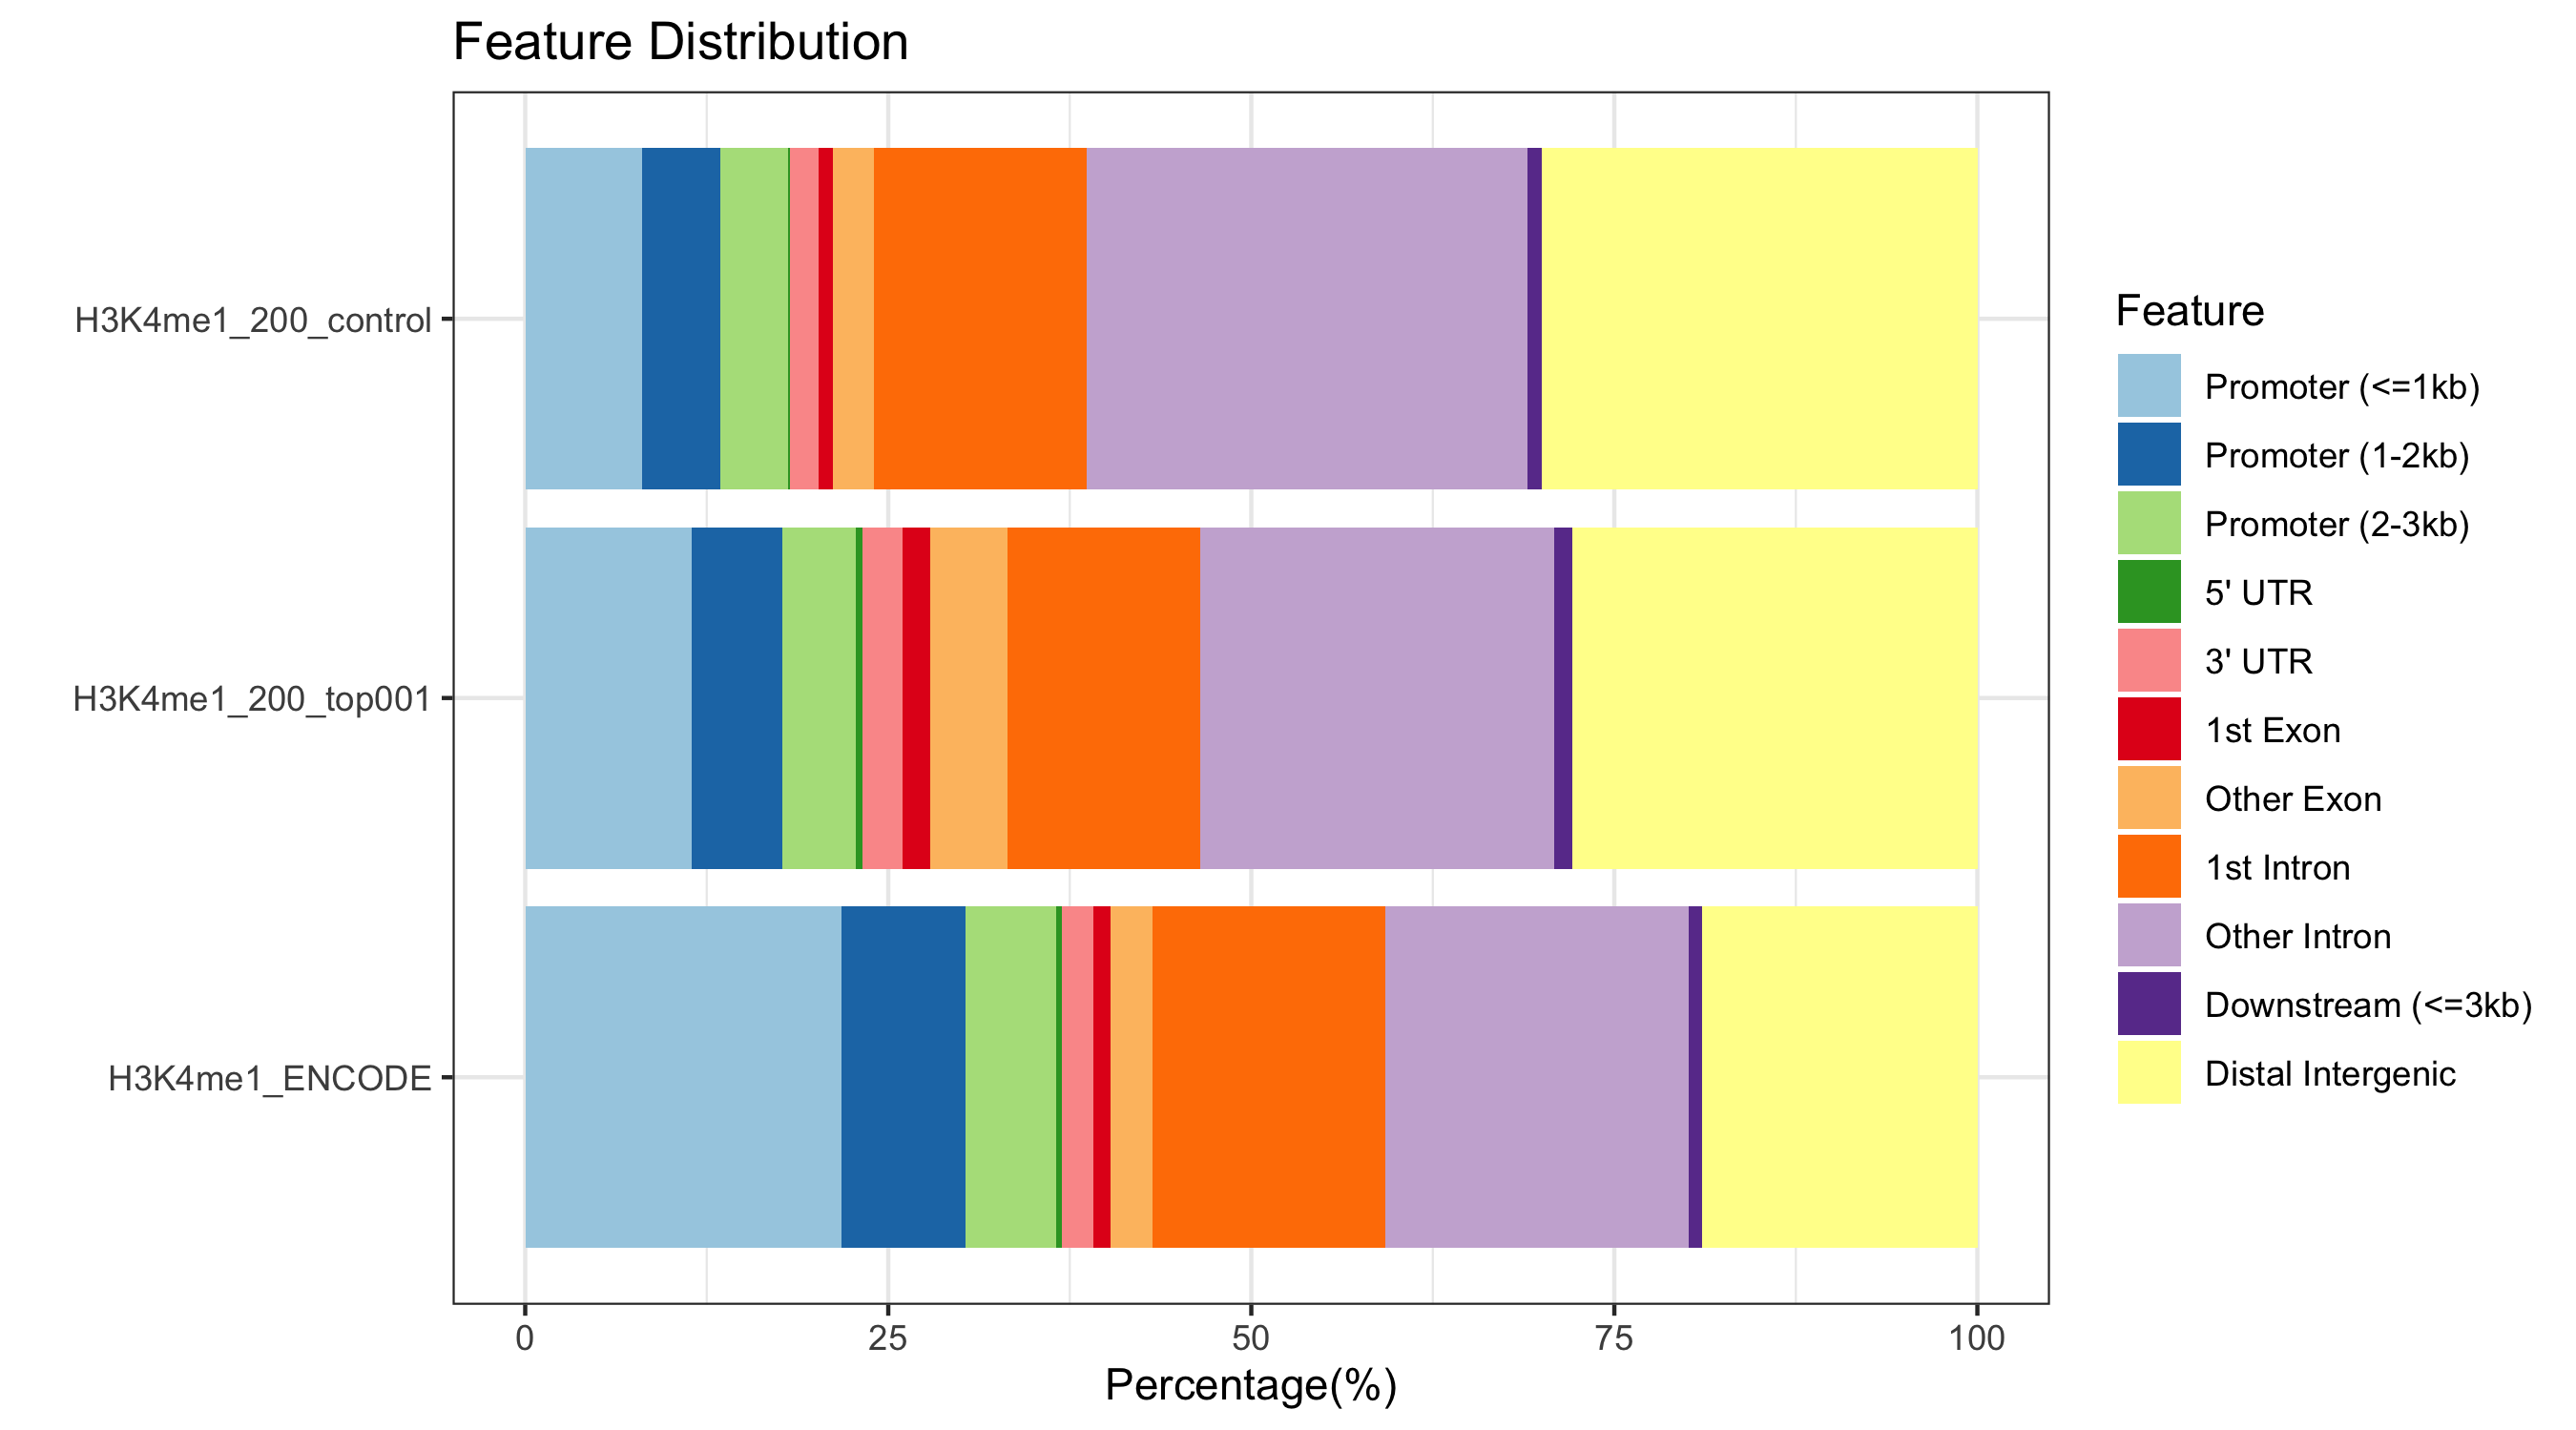 Feature Distribution
H3K4me1_200_control
H3K4me1_200_top001
H3K4me1_ENCODE
0 25 50 75 100
Percentage(%)
Feature
Promoter (<=1kb)
Promoter (1-2kb)
Promoter (2-3kb)
5' UTR
3' UTR
1st Exon
Other Exon
1st Intron
Other Intron
Downstream (<=3kb)
Distal Intergenic